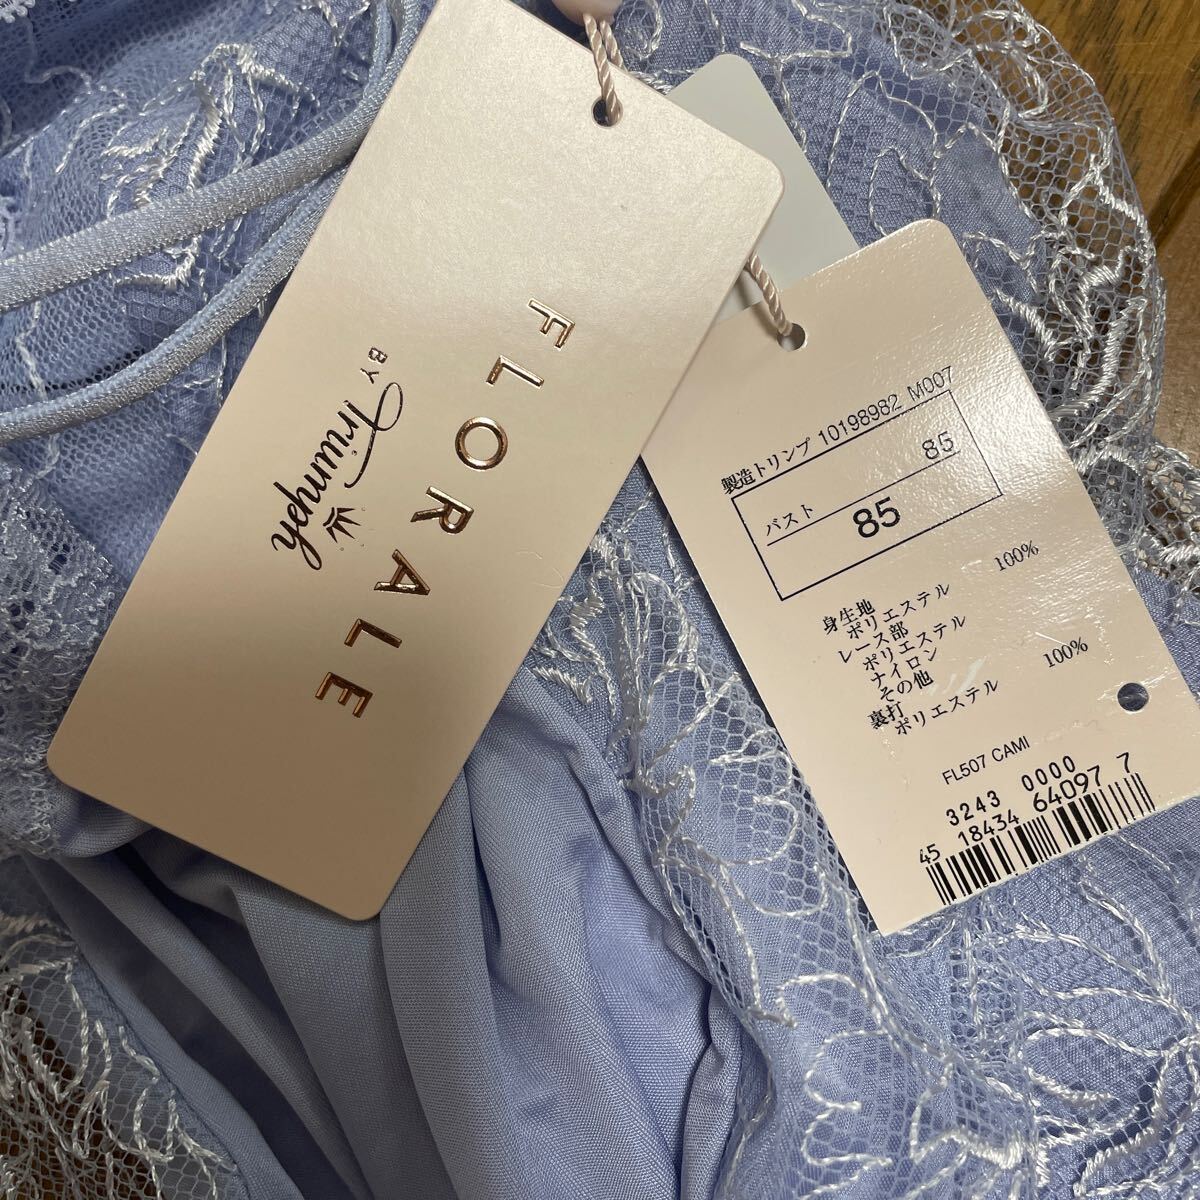 FLORALE
BY Triumph
製造トリンプ 10198982 M007
85
バスト
85
身生地
ポリエステル 100%
レース部
ポリエステル
ナイロン
その他
裏打
ポリエステル 100%
FL507 CAMI
3243 0000
45 18434 64097 7